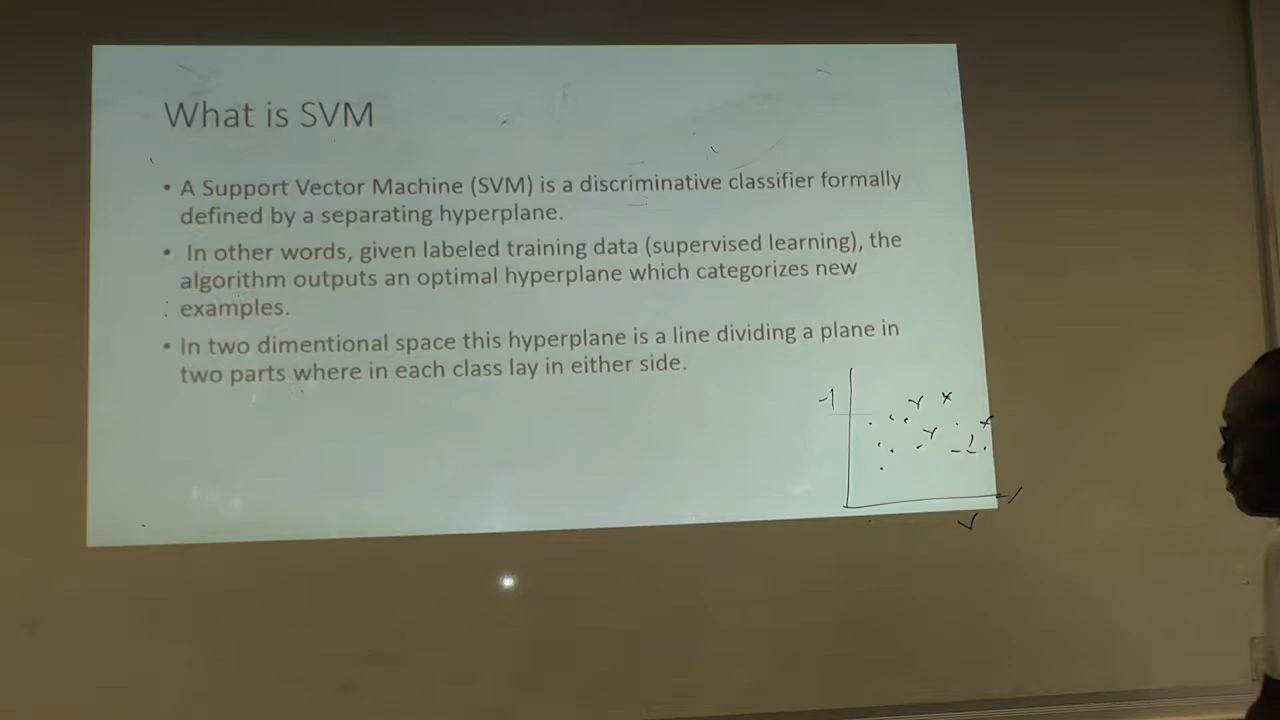 What is SVM
• A Support Vector Machine (SVM) is a discriminative classifier formally
defined by a separating hyperplane.
• In other words, given labeled training data (supervised learning), the
algorithm outputs an optimal hyperplane which categorizes new
examples.
• In two dimentional space this hyperplane is a line dividing a plane in
two parts where in each class lay in either side.